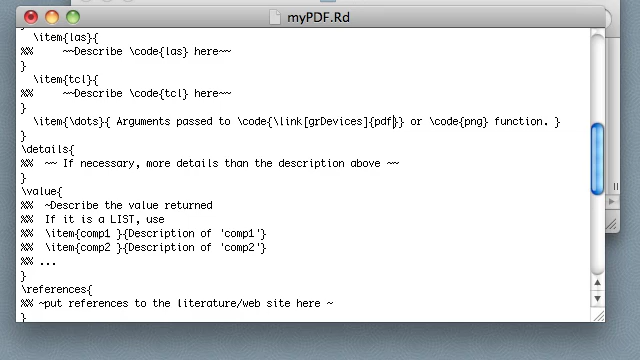 myPDF.Rd
}
\item{las}{
%%     ~~Describe \code{las} here~~
}
\item{tcl}{
%%     ~~Describe \code{tcl} here~~
}
\item{\dots}{ Arguments passed to \code{\link[grDevices]{pdf}} or \code{png} function. }
}
\details{
%%  ~~ If necessary, more details than the description above ~~
}
\value{
%%  ~Describe the value returned
%%  If it is a LIST, use
%%  \item{comp1 }{Description of 'comp1'}
%%  \item{comp2 }{Description of 'comp2'}
%% ...
}
\references{
%% ~put references to the literature/web site here ~
}